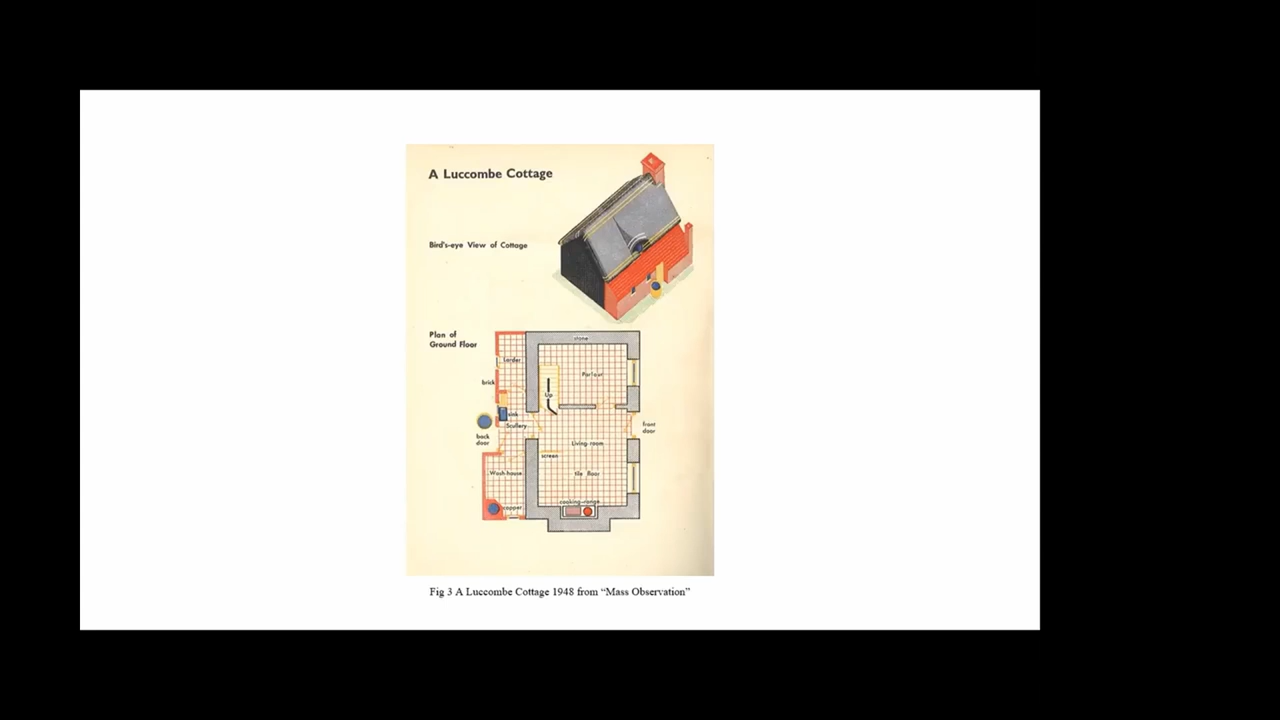 A Luccombe Cottage
Bird's-eye View of Cottage
Plan of
Ground Floor
stone
Larder
Parlour
brick
Up
sink
Scullery
front
door
back
door
Living-room
screen
Wash-house
tile floor
cooking-range
copper
Fig 3 A Luccombe Cottage 1948 from “Mass Observation”